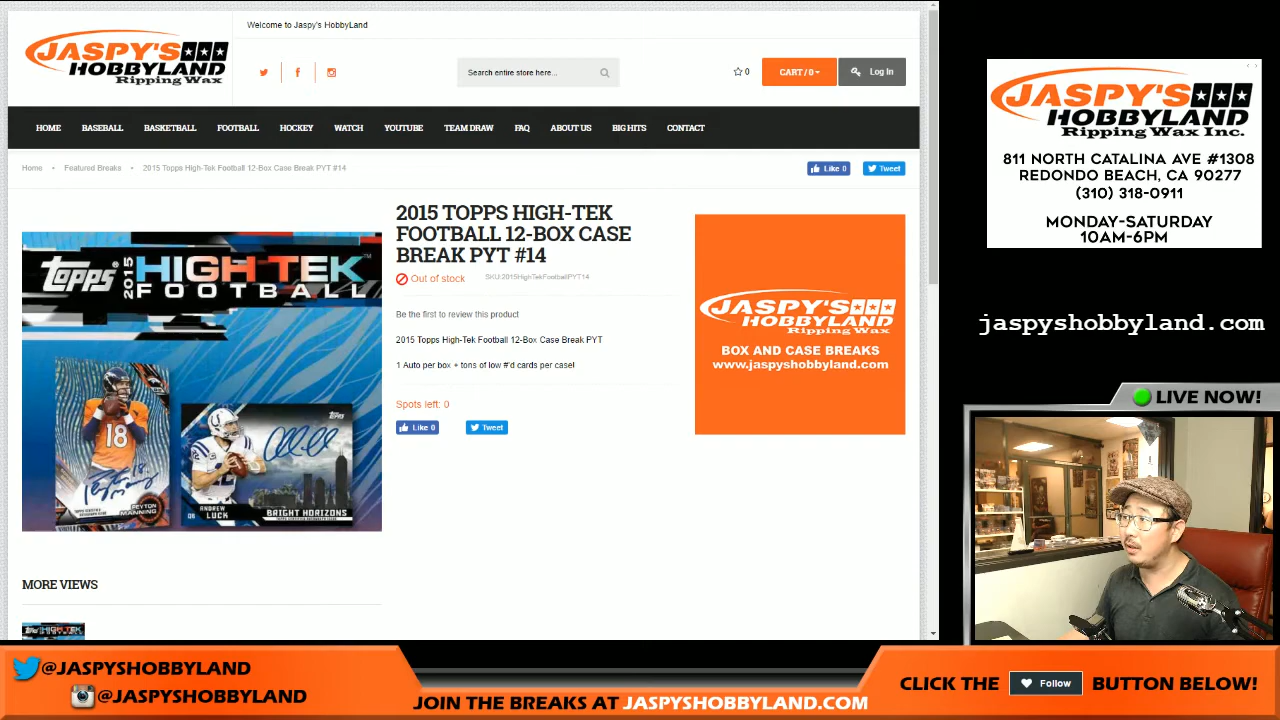 JASPY'S
HOBBYLAND
Ripping Wax
Welcome to Jaspy's HobbyLand
Search entire store here...
0
CART / 0
Log In
HOME BASEBALL BASKETBALL FOOTBALL HOCKEY WATCH YOUTUBE TEAM DRAW FAQ ABOUT US BIG HITS CONTACT
Home • Featured Breaks • 2015 Topps High-Tek Football 12-Box Case Break PYT #14
Like 0
Tweet
topps 2015 HIGH TEK™
FOOTBALL
18
PEYTON
MANNING
topps
QB ANDREW
LUCK
BRIGHT HORIZONS
2015 TOPPS HIGH-TEK
FOOTBALL 12-BOX CASE
BREAK PYT #14
Out of stock
SKU:2015HighTekFootballPYT14
Be the first to review this product
2015 Topps High-Tek Football 12-Box Case Break PYT
1 Auto per box + tons of low #'d cards per case!
Spots left: 0
Like 0
Tweet
JASPY'S
HOBBYLAND
Ripping Wax
BOX AND CASE BREAKS
www.jaspyshobbyland.com
MORE VIEWS
JASPY'S
HOBBYLAND
Ripping Wax Inc.
811 NORTH CATALINA AVE #1308
REDONDO BEACH, CA 90277
(310) 318-0911
MONDAY-SATURDAY
10AM-6PM
jaspyshobbyland.com
LIVE NOW!
@JASPYSHOBBYLAND
@JASPYSHOBBYLAND
JOIN THE BREAKS AT JASPYSHOBBYLAND.COM
CLICK THE Follow BUTTON BELOW!